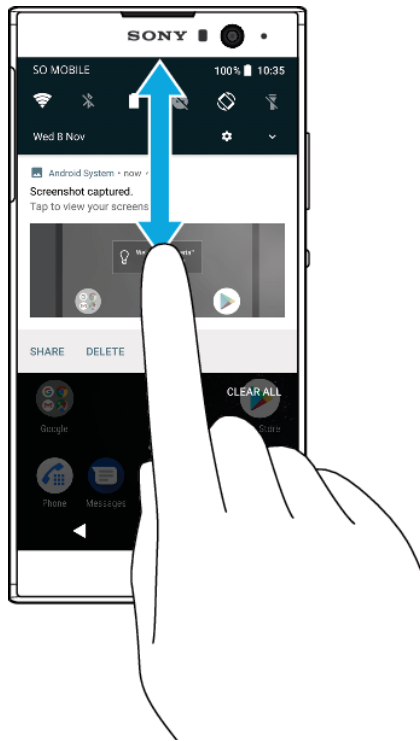 SONY
SO MOBILE 100% 10:35
Wed 8 Nov
Android System • now
Screenshot captured.
Tap to view your screens
SHARE DELETE
CLEAR ALL
Google Store
Phone Messages